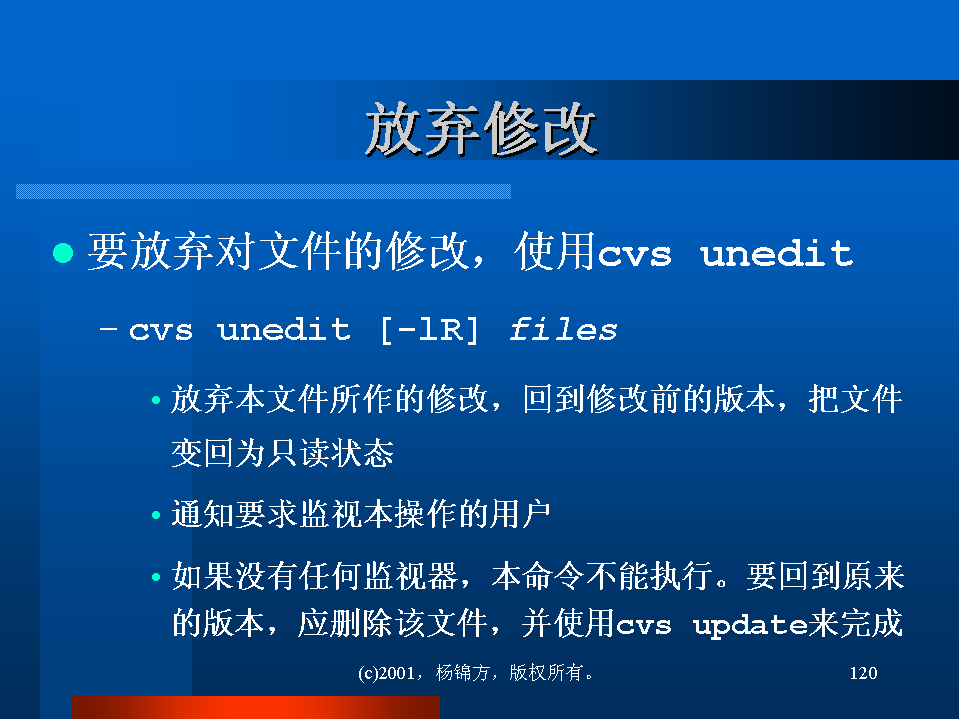 放弃修改
要放弃对文件的修改，使用cvs unedit
– cvs unedit [-lR] files
• 放弃本文件所作的修改，回到修改前的版本，把文件
变回为只读状态
• 通知要求监视本操作的用户
• 如果没有任何监视器，本命令不能执行。要回到原来
的版本，应删除该文件，并使用cvs update来完成
(c)2001，杨锦方，版权所有。 120